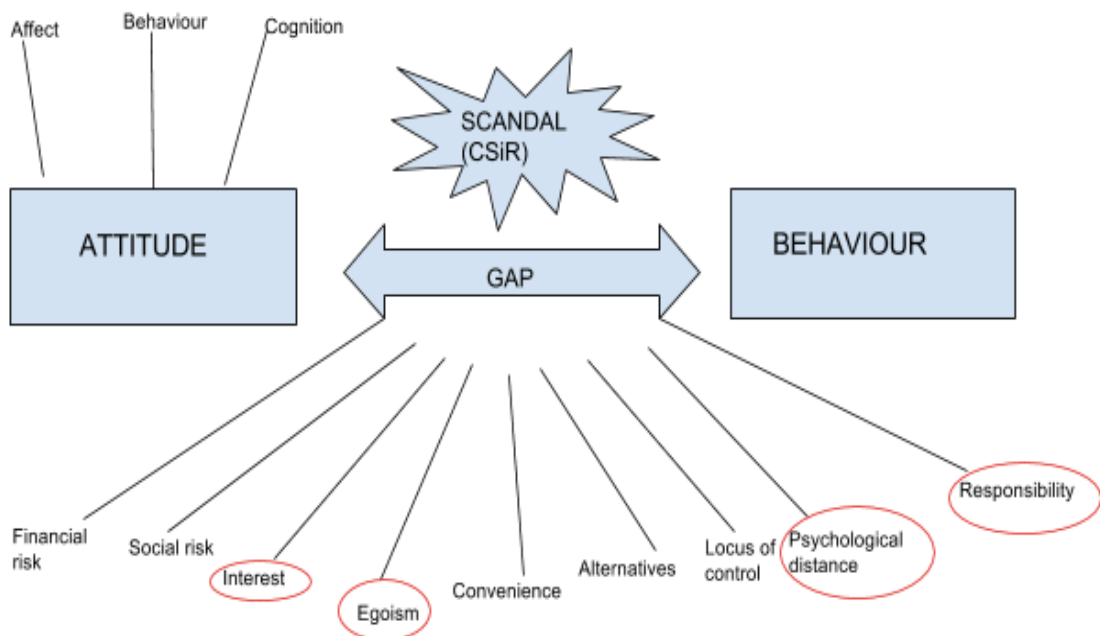 Affect
Behaviour
Cognition
SCANDAL
(CSiR)
ATTITUDE
GAP
BEHAVIOUR
Financial
risk
Social risk
Interest
Egoism
Convenience
Alternatives
Locus of
control
Psychological
distance
Responsibility